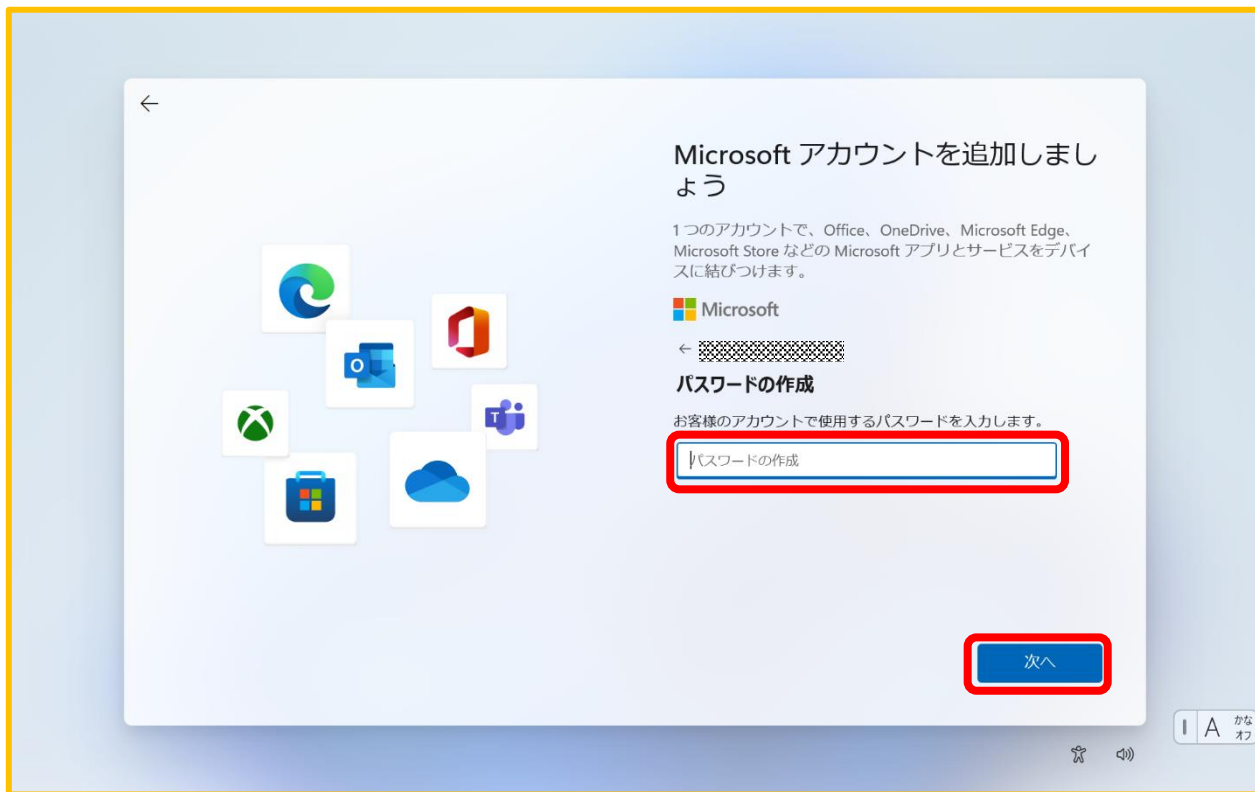 Microsoft アカウントを追加しまし
ょう
1 つのアカウントで、Office、OneDrive、Microsoft Edge、
Microsoft Store などの Microsoft アプリとサービスをデバイ
スに結びつけます。
Microsoft
パスワードの作成
お客様のアカウントで使用するパスワードを入力します。
パスワードの作成
次へ
A かな
オフ